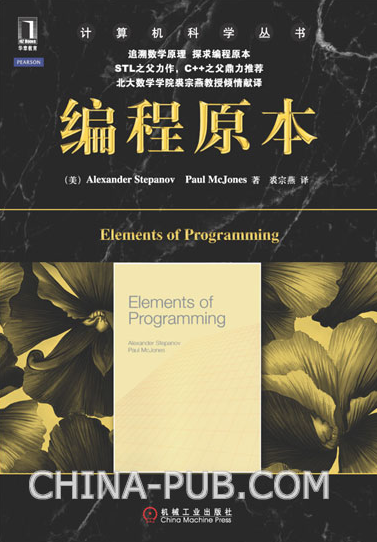 计算机科学丛书
华章教育
PEARSON
追溯数学原理 探求编程原本
STL之父力作，C++之父鼎力推荐
北大数学学院裘宗燕教授倾情献译
编程原本
（美）Alexander Stepanov Paul McJones 著 裘宗燕 译
Elements of Programming
Elements of
Programming
Alexander Stepanov
Paul McJones
CHINA-PUB.COM
机械工业出版社
China Machine Press